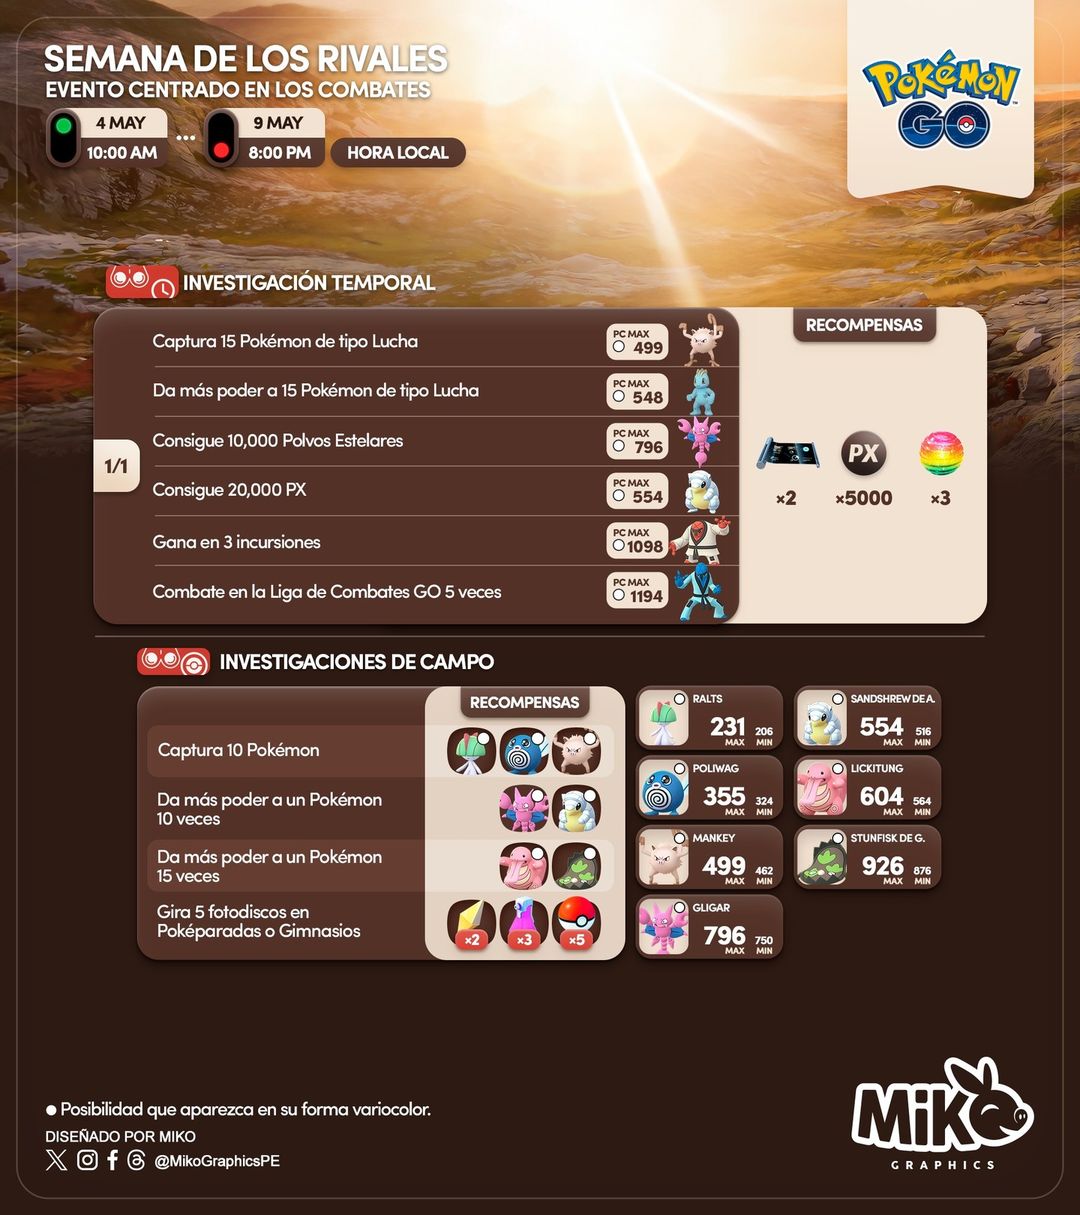 SEMANA DE LOS RIVALES
EVENTO CENTRADO EN LOS COMBATES
4 MAY
10:00 AM
...
9 MAY
8:00 PM
HORA LOCAL
POKéMON
GO
INVESTIGACIÓN TEMPORAL
RECOMPENSAS
1/1
Captura 15 Pokémon de tipo Lucha
PC MAX
499
Da más poder a 15 Pokémon de tipo Lucha
PC MAX
548
Consigue 10,000 Polvos Estelares
PC MAX
796
Consigue 20,000 PX
PC MAX
554
Gana en 3 incursiones
PC MAX
1098
Combate en la Liga de Combates GO 5 veces
PC MAX
1194
×2
PX
×5000
×3
INVESTIGACIONES DE CAMPO
RECOMPENSAS
Captura 10 Pokémon
Da más poder a un Pokémon
10 veces
Da más poder a un Pokémon
15 veces
Gira 5 fotodiscos en
Poképaradas o Gimnasios
×2
×3
×5
RALTS
231 206
MAX MIN
SANDSHREW DE A.
554 516
MAX MIN
POLIWAG
355 324
MAX MIN
LICKITUNG
604 564
MAX MIN
MANKEY
499 462
MAX MIN
STUNFISK DE G.
926 876
MAX MIN
GLIGAR
796 750
MAX MIN
Posibilidad que aparezca en su forma variocolor.
DISEÑADO POR MIKO
@MikoGraphicsPE
MiKO
GRAPHICS